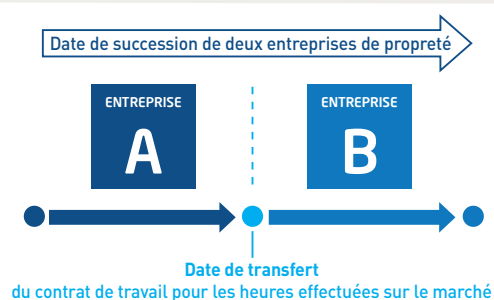 Date de succession de deux entreprises de propreté
ENTREPRISE
A
ENTREPRISE
B
Date de transfert
du contrat de travail pour les heures effectuées sur le marché